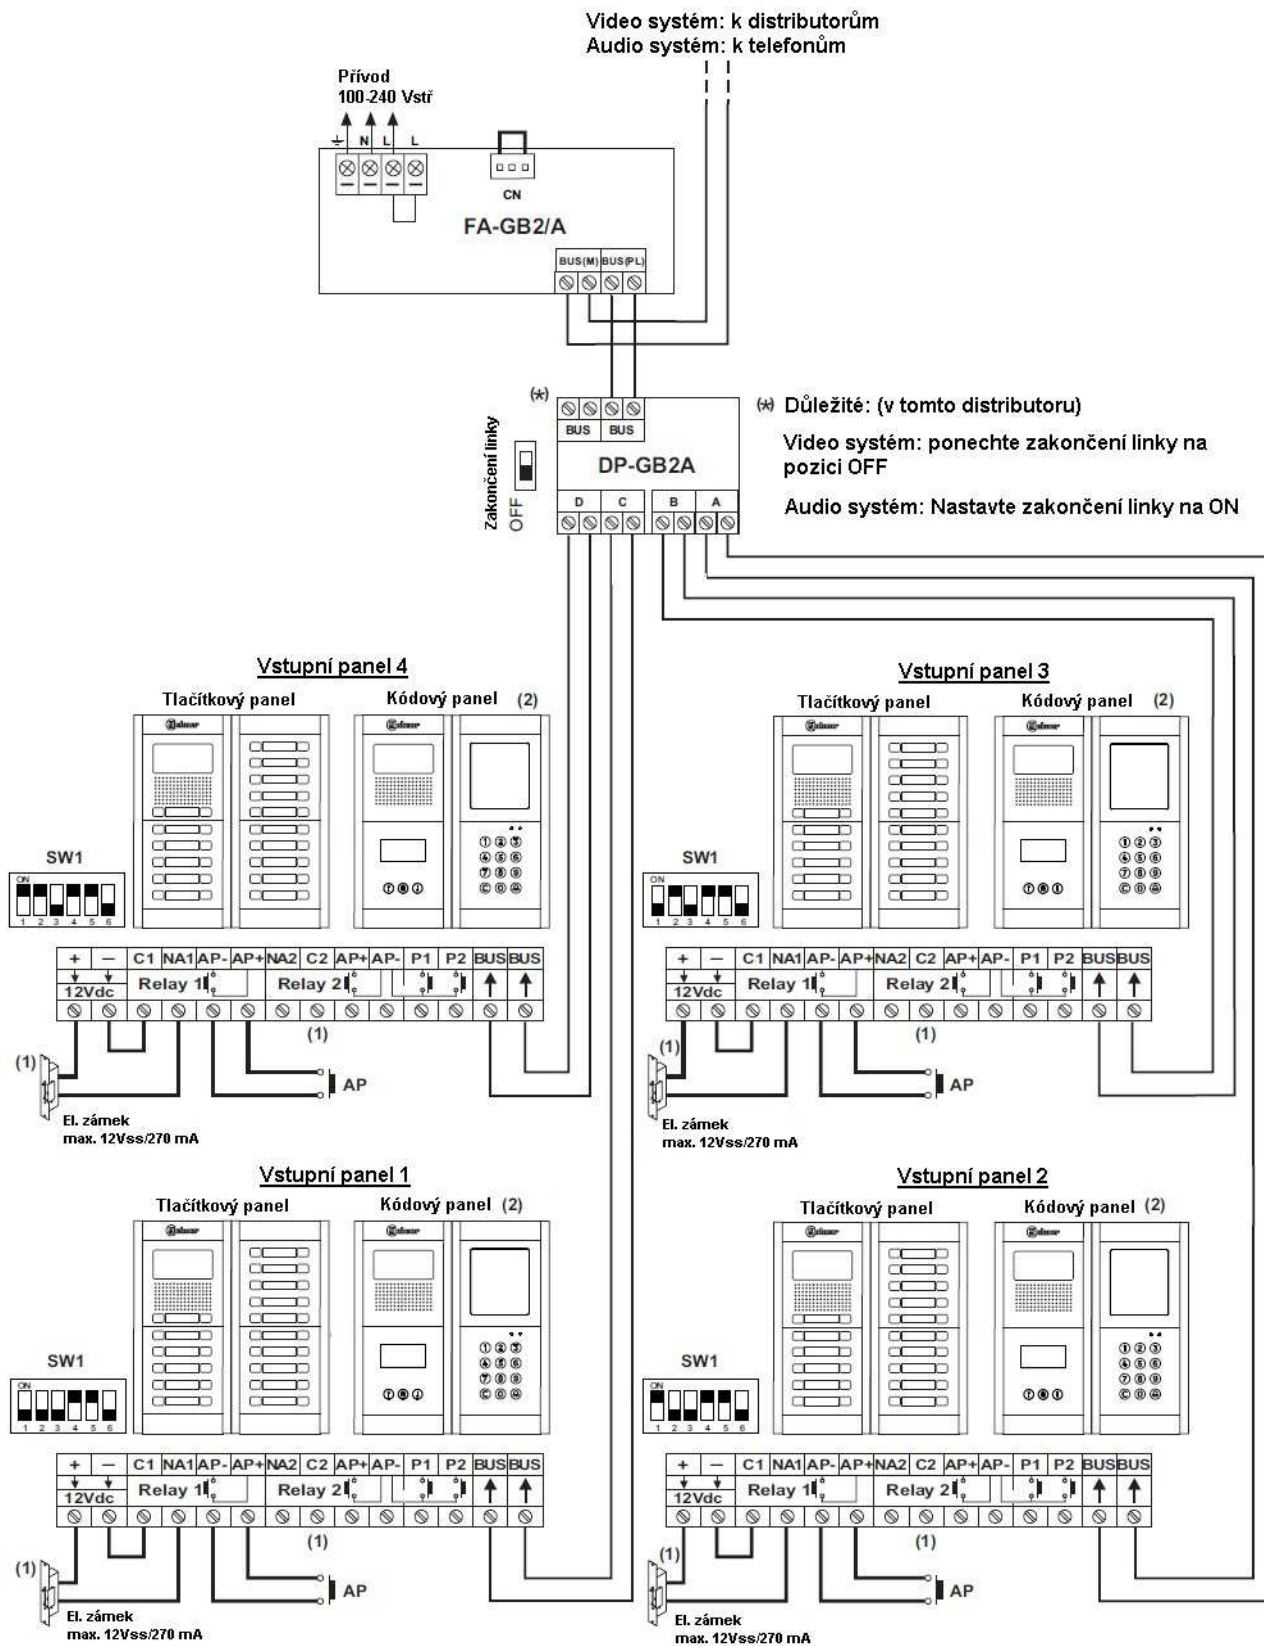 Video systém: k distributorům
Audio systém: k telefonům
Přívod
100-240 Vstř
N L L
CN
FA-GB2/A
BUS(M) BUS(PL)
(*)
Zakončení linky
OFF
BUS BUS
DP-GB2A
D C B A
(*) Důležité: (v tomto distributoru)
Video systém: ponechte zakončení linky na
pozici OFF
Audio systém: Nastavte zakončení linky na ON
Vstupní panel 4
Tlačítkový panel Kódový panel (2)
SW1
ON
1 2 3 4 5 6
+ — C1 NA1 AP- AP+ NA2 C2 AP+ AP- P1 P2 BUS BUS
12Vdc Relay 1 Relay 2
(1)
(1)
AP
El. zámek
max. 12Vss/270 mA
Vstupní panel 3
Tlačítkový panel Kódový panel (2)
SW1
ON
1 2 3 4 5 6
+ — C1 NA1 AP- AP+ NA2 C2 AP+ AP- P1 P2 BUS BUS
12Vdc Relay 1 Relay 2
(1)
(1)
AP
El. zámek
max. 12Vss/270 mA
Vstupní panel 1
Tlačítkový panel Kódový panel (2)
SW1
ON
1 2 3 4 5 6
+ — C1 NA1 AP- AP+ NA2 C2 AP+ AP- P1 P2 BUS BUS
12Vdc Relay 1 Relay 2
(1)
(1)
AP
El. zámek
max. 12Vss/270 mA
Vstupní panel 2
Tlačítkový panel Kódový panel (2)
SW1
ON
1 2 3 4 5 6
+ — C1 NA1 AP- AP+ NA2 C2 AP+ AP- P1 P2 BUS BUS
12Vdc Relay 1 Relay 2
(1)
(1)
AP
El. zámek
max. 12Vss/270 mA